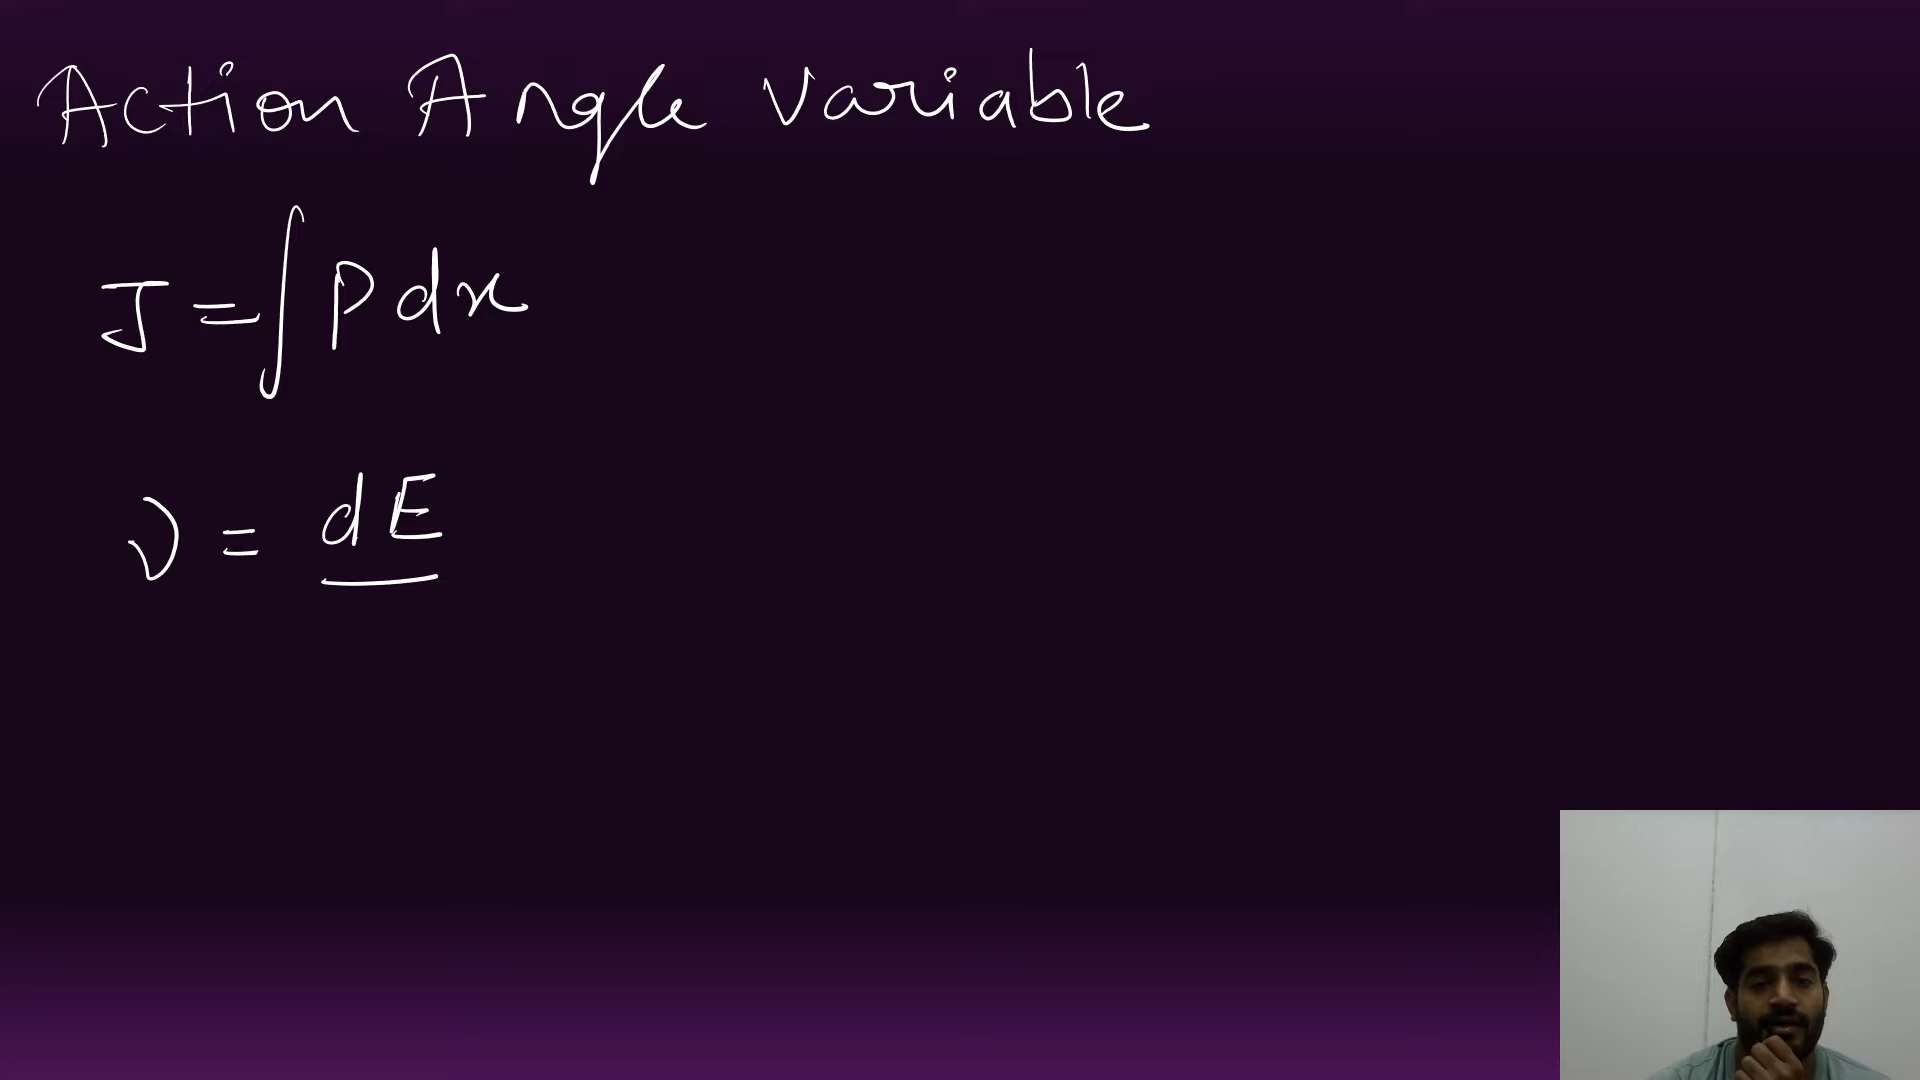 Action Angle Variable
J = ∫ P dx
ν = dE